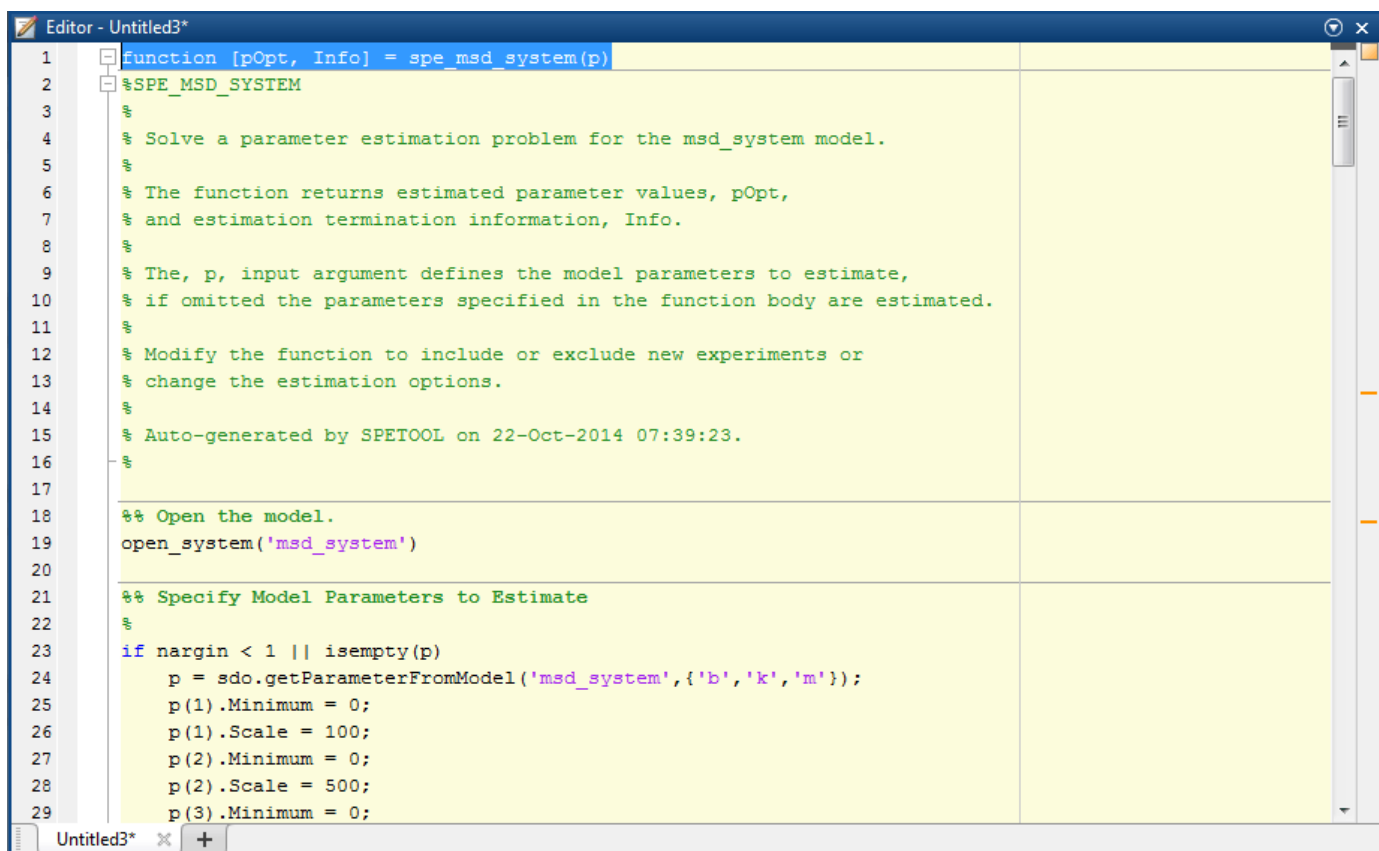 Editor - Untitled3*
1 function [pOpt, Info] = spe_msd_system(p)
2 %SPE_MSD_SYSTEM
3 %
4 % Solve a parameter estimation problem for the msd_system model.
5 %
6 % The function returns estimated parameter values, pOpt,
7 % and estimation termination information, Info.
8 %
9 % The, p, input argument defines the model parameters to estimate,
10 % if omitted the parameters specified in the function body are estimated.
11 %
12 % Modify the function to include or exclude new experiments or
13 % change the estimation options.
14 %
15 % Auto-generated by SPETOOL on 22-Oct-2014 07:39:23.
16 %
17
18 %% Open the model.
19 open_system('msd_system')
20
21 %% Specify Model Parameters to Estimate
22 %
23 if nargin < 1 || isempty(p)
24 p = sdo.getParameterFromModel('msd_system',{'b','k','m'});
25 p(1).Minimum = 0;
26 p(1).Scale = 100;
27 p(2).Minimum = 0;
28 p(2).Scale = 500;
29 p(3).Minimum = 0;
Untitled3*